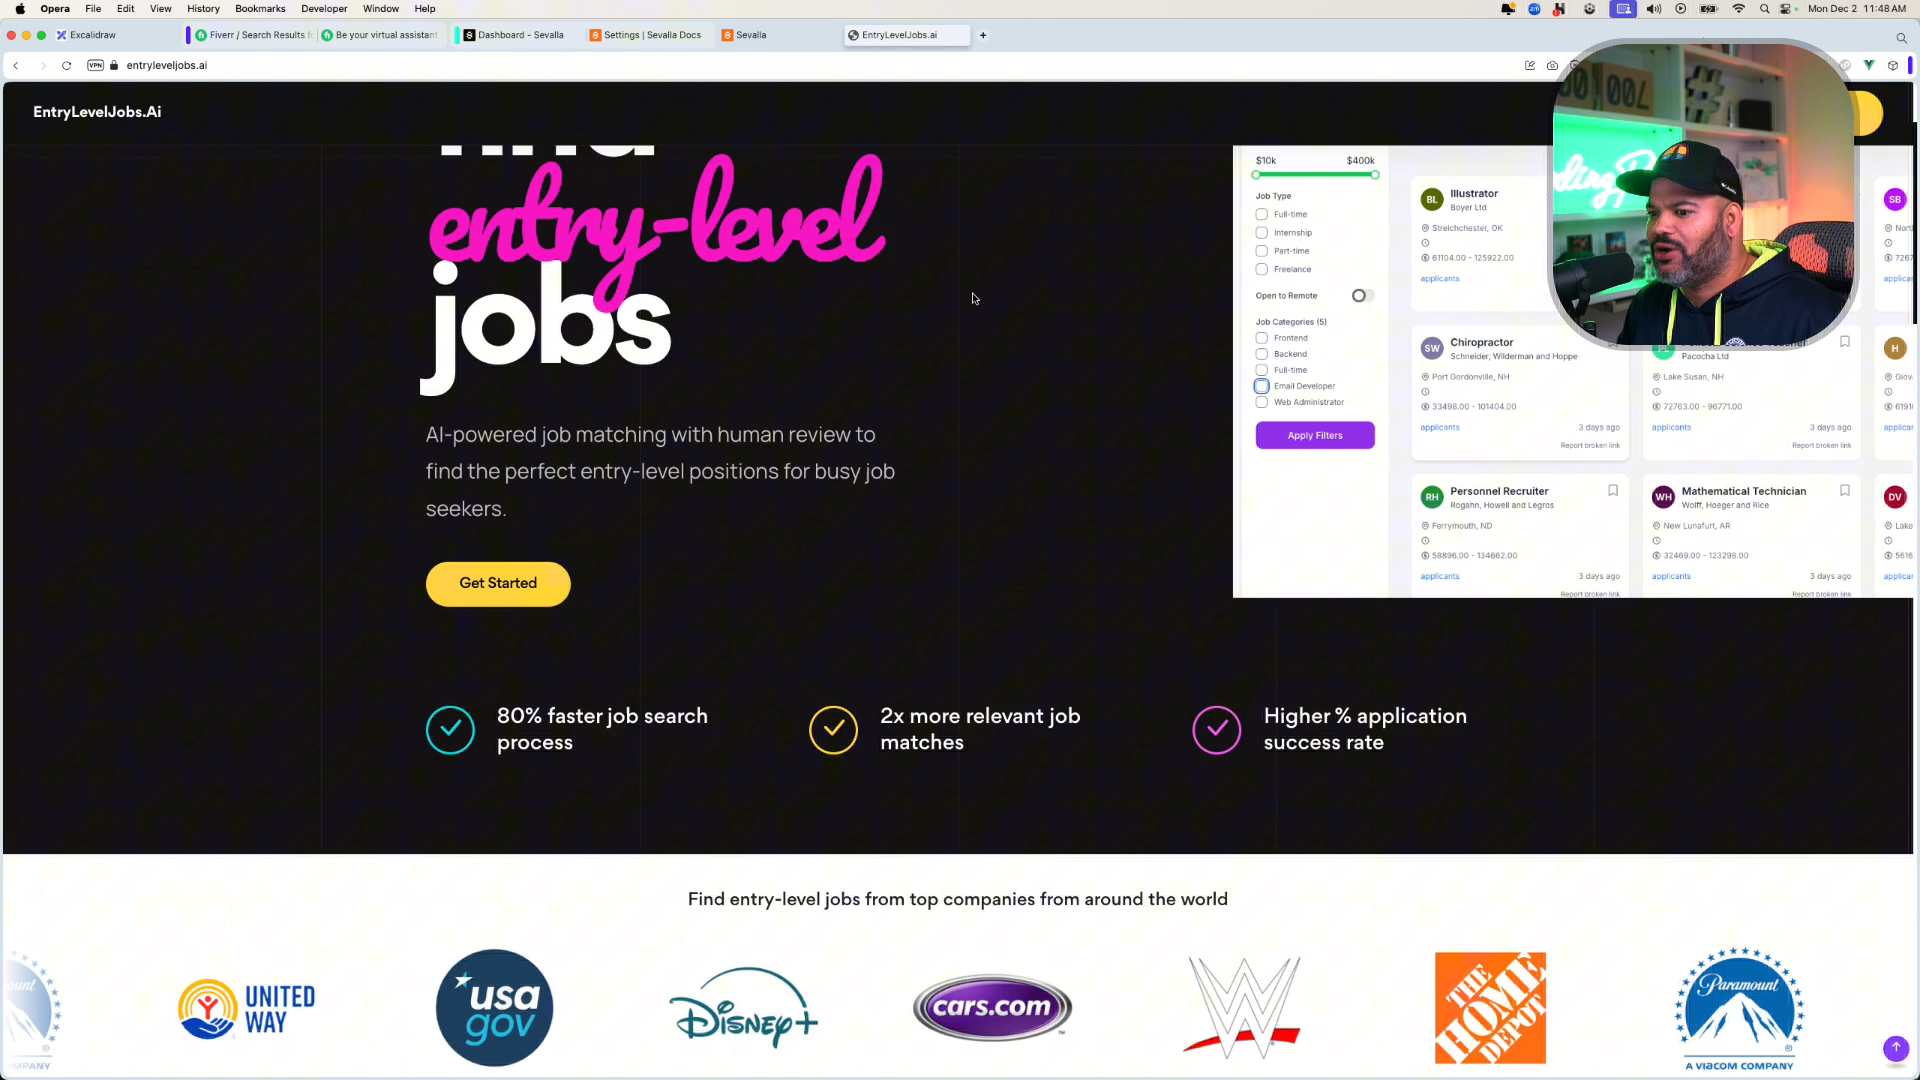 Opera File Edit View History Bookmarks Developer Window Help
Mon Dec 2 11:48 AM
Excalidraw
Fiverr / Search Results
Be your virtual assistant
Dashboard - Sevalla
Settings | Sevalla Docs
Sevalla
EntryLevelJobs.ai
VPN
entryleveljobs.ai
EntryLevelJobs.Ai
find
entry-level
jobs
AI-powered job matching with human review to
find the perfect entry-level positions for busy job
seekers.
Get Started
$10k $400k
Job Type
Full-time
Internship
Part-time
Freelance
Open to Remote
Job Categories (5)
Frontend
Backend
Full-time
Email Developer
Web Administrator
Apply Filters
BL
Illustrator
Boyer Ltd
Streichchester, OK
61104.00 - 125922.00
applicants
SB
SW
Chiropractor
Schneider, Wilderman and Hoppe
Port Gordonville, NH
33498.00 - 101404.00
applicants
3 days ago
Report broken link
Pacocha Ltd
Lake Susan, NH
72763.00 - 96771.00
applicants
3 days ago
Report broken link
H
RH
Personnel Recruiter
Rogahn, Howell and Legros
Ferrymouth, ND
58896.00 - 134662.00
applicants
3 days ago
Report broken link
WH
Mathematical Technician
Wolff, Hoeger and Rice
New Lunafurt, AR
32469.00 - 123298.00
applicants
3 days ago
Report broken link
DV
Lake
80% faster job search
process
2x more relevant job
matches
Higher % application
success rate
Find entry-level jobs from top companies from around the world
UNITED
WAY
usa
gov
Disney+
cars.com
W
THE
HOME
DEPOT
Paramount
A VIACOM COMPANY